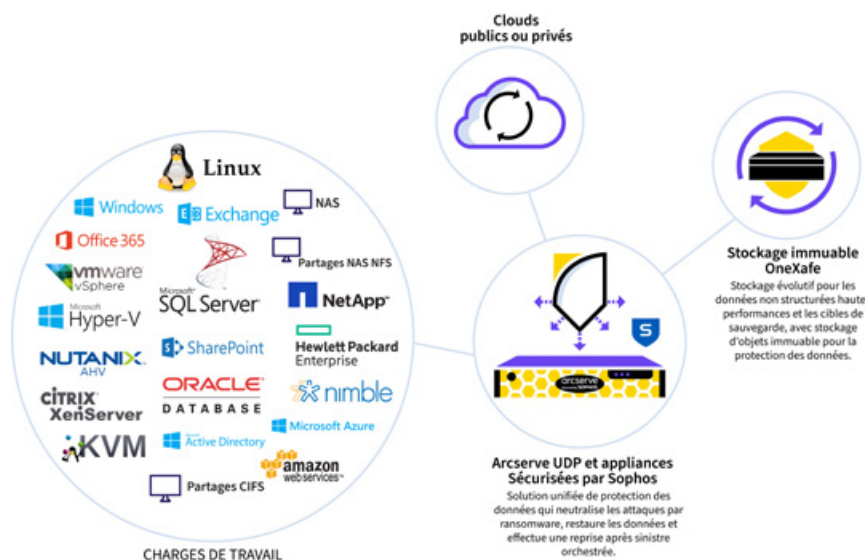 Clouds
publics ou privés
Linux
Windows
Exchange
NAS
Office 365
Partages NAS NFS
vmware
vSphere
Microsoft
SQL Server
NetApp™
Microsoft
Hyper-V
SharePoint
Hewlett Packard
Enterprise
NUTANIX™
AHV
ORACLE
DATABASE
nimble
CITRIX
XenServer
KVM
Active Directory
Microsoft Azure
amazon
webservices™
Partages CIFS
CHARGES DE TRAVAIL
S
arcserve
Arcserve UDP et appliances
Sécurisées par Sophos
Solution unifiée de protection des
données qui neutralise les attaques par
ransomware, restaure les données et
effectue une reprise après sinistre
orchestrée.
Stockage immuable
OneXafe
Stockage évolutif pour les
données non structurées haute
performances et les cibles de
sauvegarde, avec stockage
d'objets immuable pour la
protection des données.